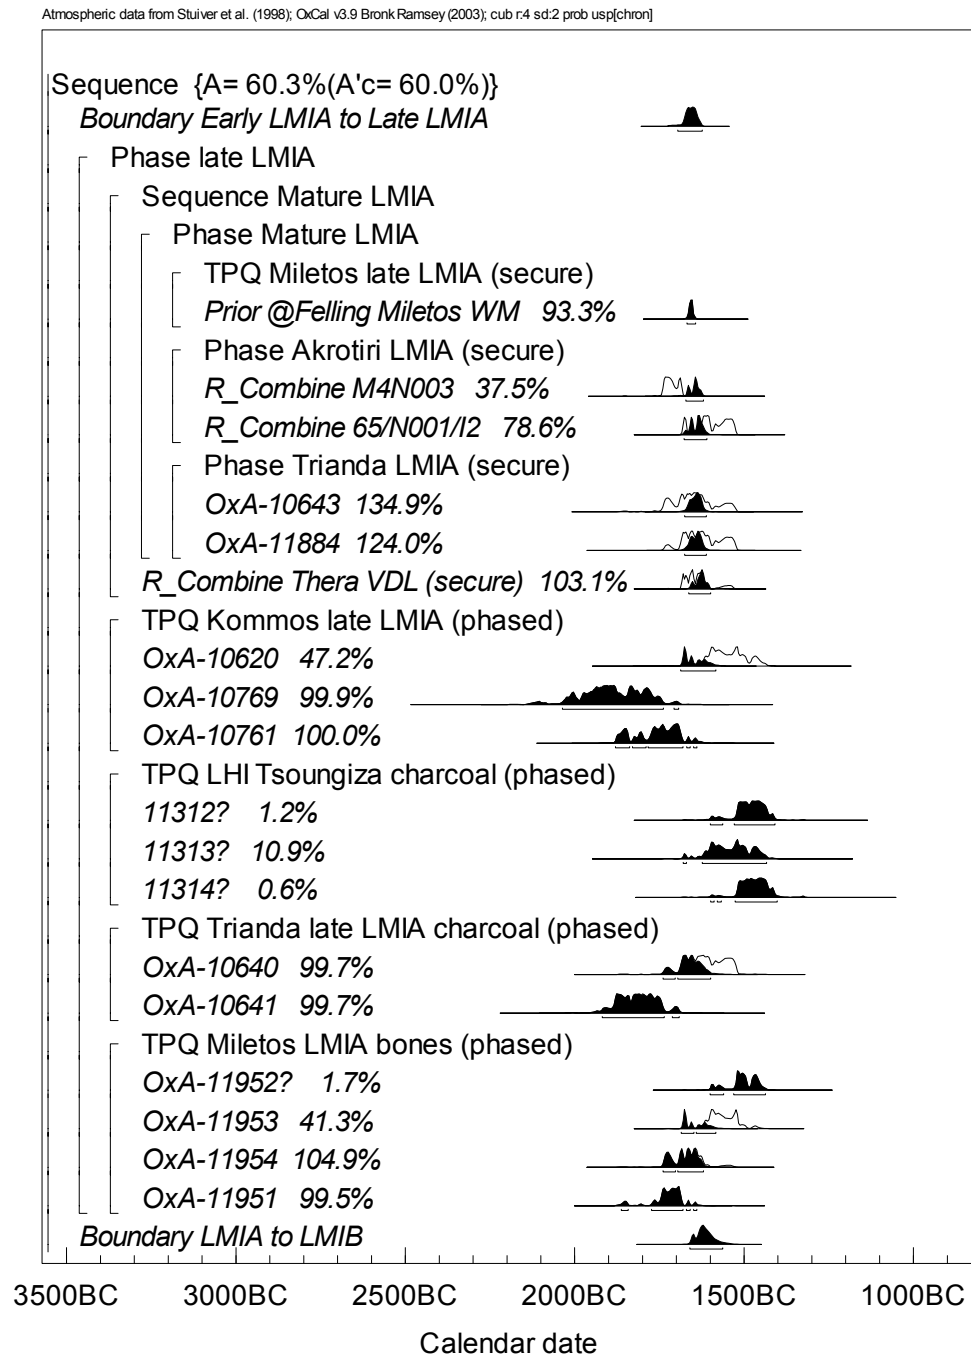 Atmospheric data from Stuiver et al. (1998); OxCal v3.9 Bronk Ramsey (2003); cub r:4 sd:2 prob usp[chron]
Sequence {A= 60.3%(A'c= 60.0%)}
Boundary Early LMIA to Late LMIA
Phase late LMIA
Sequence Mature LMIA
Phase Mature LMIA
TPQ Miletos late LMIA (secure)
Prior @Felling Miletos WM 93.3%
Phase Akrotiri LMIA (secure)
R_Combine M4N003 37.5%
R_Combine 65/N001/I2 78.6%
Phase Trianda LMIA (secure)
OxA-10643 134.9%
OxA-11884 124.0%
R_Combine Thera VDL (secure) 103.1%
TPQ Kommos late LMIA (phased)
OxA-10620 47.2%
OxA-10769 99.9%
OxA-10761 100.0%
TPQ LHI Tsoungiza charcoal (phased)
11312? 1.2%
11313? 10.9%
11314? 0.6%
TPQ Trianda late LMIA charcoal (phased)
OxA-10640 99.7%
OxA-10641 99.7%
TPQ Miletos LMIA bones (phased)
OxA-11952? 1.7%
OxA-11953 41.3%
OxA-11954 104.9%
OxA-11951 99.5%
Boundary LMIA to LMIB
3500BC 3000BC 2500BC 2000BC 1500BC 1000BC
Calendar date